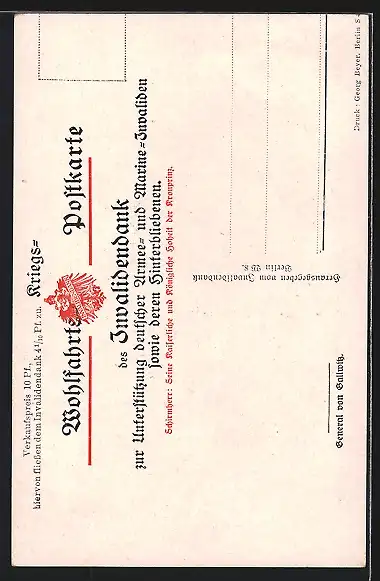 Verkaufspreis 10 Pf.,
hiervon fließen dem Invalidendank 4¹/₁₀ Pf. zu.
Kriegs=
Wohlfahrts Postkarte
des Invalidendank
zur Unterstützung deutscher Armee= und Marine=Invaliden
sowie deren Hinterbliebenen.
Schirmherr: Seine Kaiserliche und Königliche Hoheit der Kronprinz.
Herausgegeben vom Invalidendank
Berlin W 8.
General von Gallwitz.
Druck: Georg Beyer, Berlin S